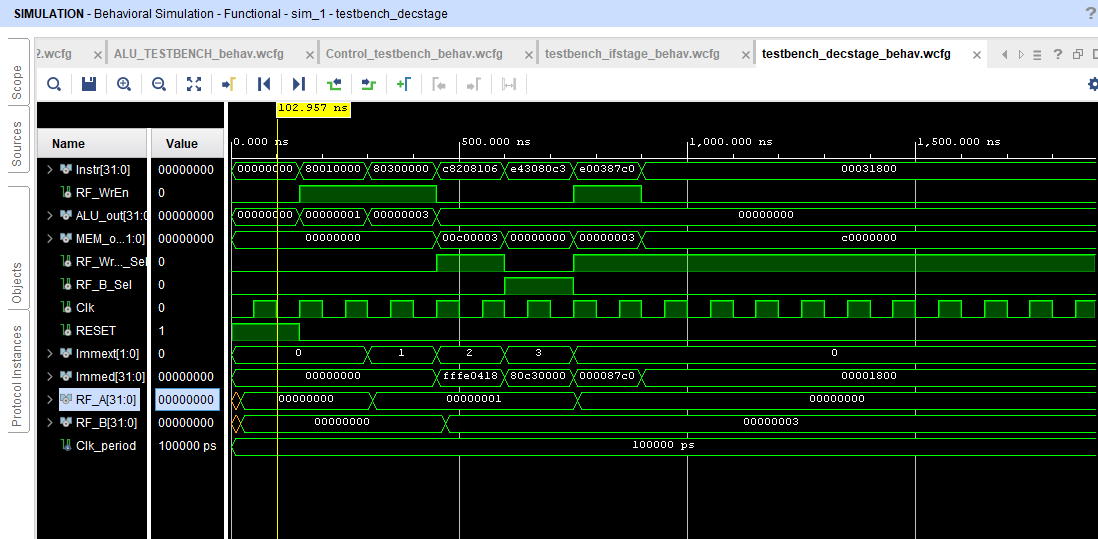 SIMULATION - Behavioral Simulation - Functional - sim_1 - testbench_decstage
?
2.wcfg
ALU_TESTBENCH_behav.wcfg
Control_testbench_behav.wcfg
testbench_ifstage_behav.wcfg
testbench_decstage_behav.wcfg
?
Scope
Sources
Objects
Protocol Instances
102.957 ns
Name Value
0.000 ns 500.000 ns 1,000.000 ns 1,500.000 ns
Instr[31:0] 00000000 00000000 80010000 80300000 c8208106 e43080c3 e00387c0 00031800
RF_WrEn 0
ALU_out[31:0 00000000 00000000 00000001 00000003 00000000
MEM_o...1:0] 00000000 00000000 00c00003 00000000 00000003 c0000000
RF_Wr..._Sel 0
RF_B_Sel 0
Clk 0
RESET 1
Immext[1:0] 0 0 1 2 3 0
Immed[31:0] 00000000 00000000 fffe0418 80c30000 000087c0 00001800
RF_A[31:0] 00000000 00000000 00000001 00000000
RF_B[31:0] 00000000 00000000 00000003
Clk_period 100000 ps 100000 ps